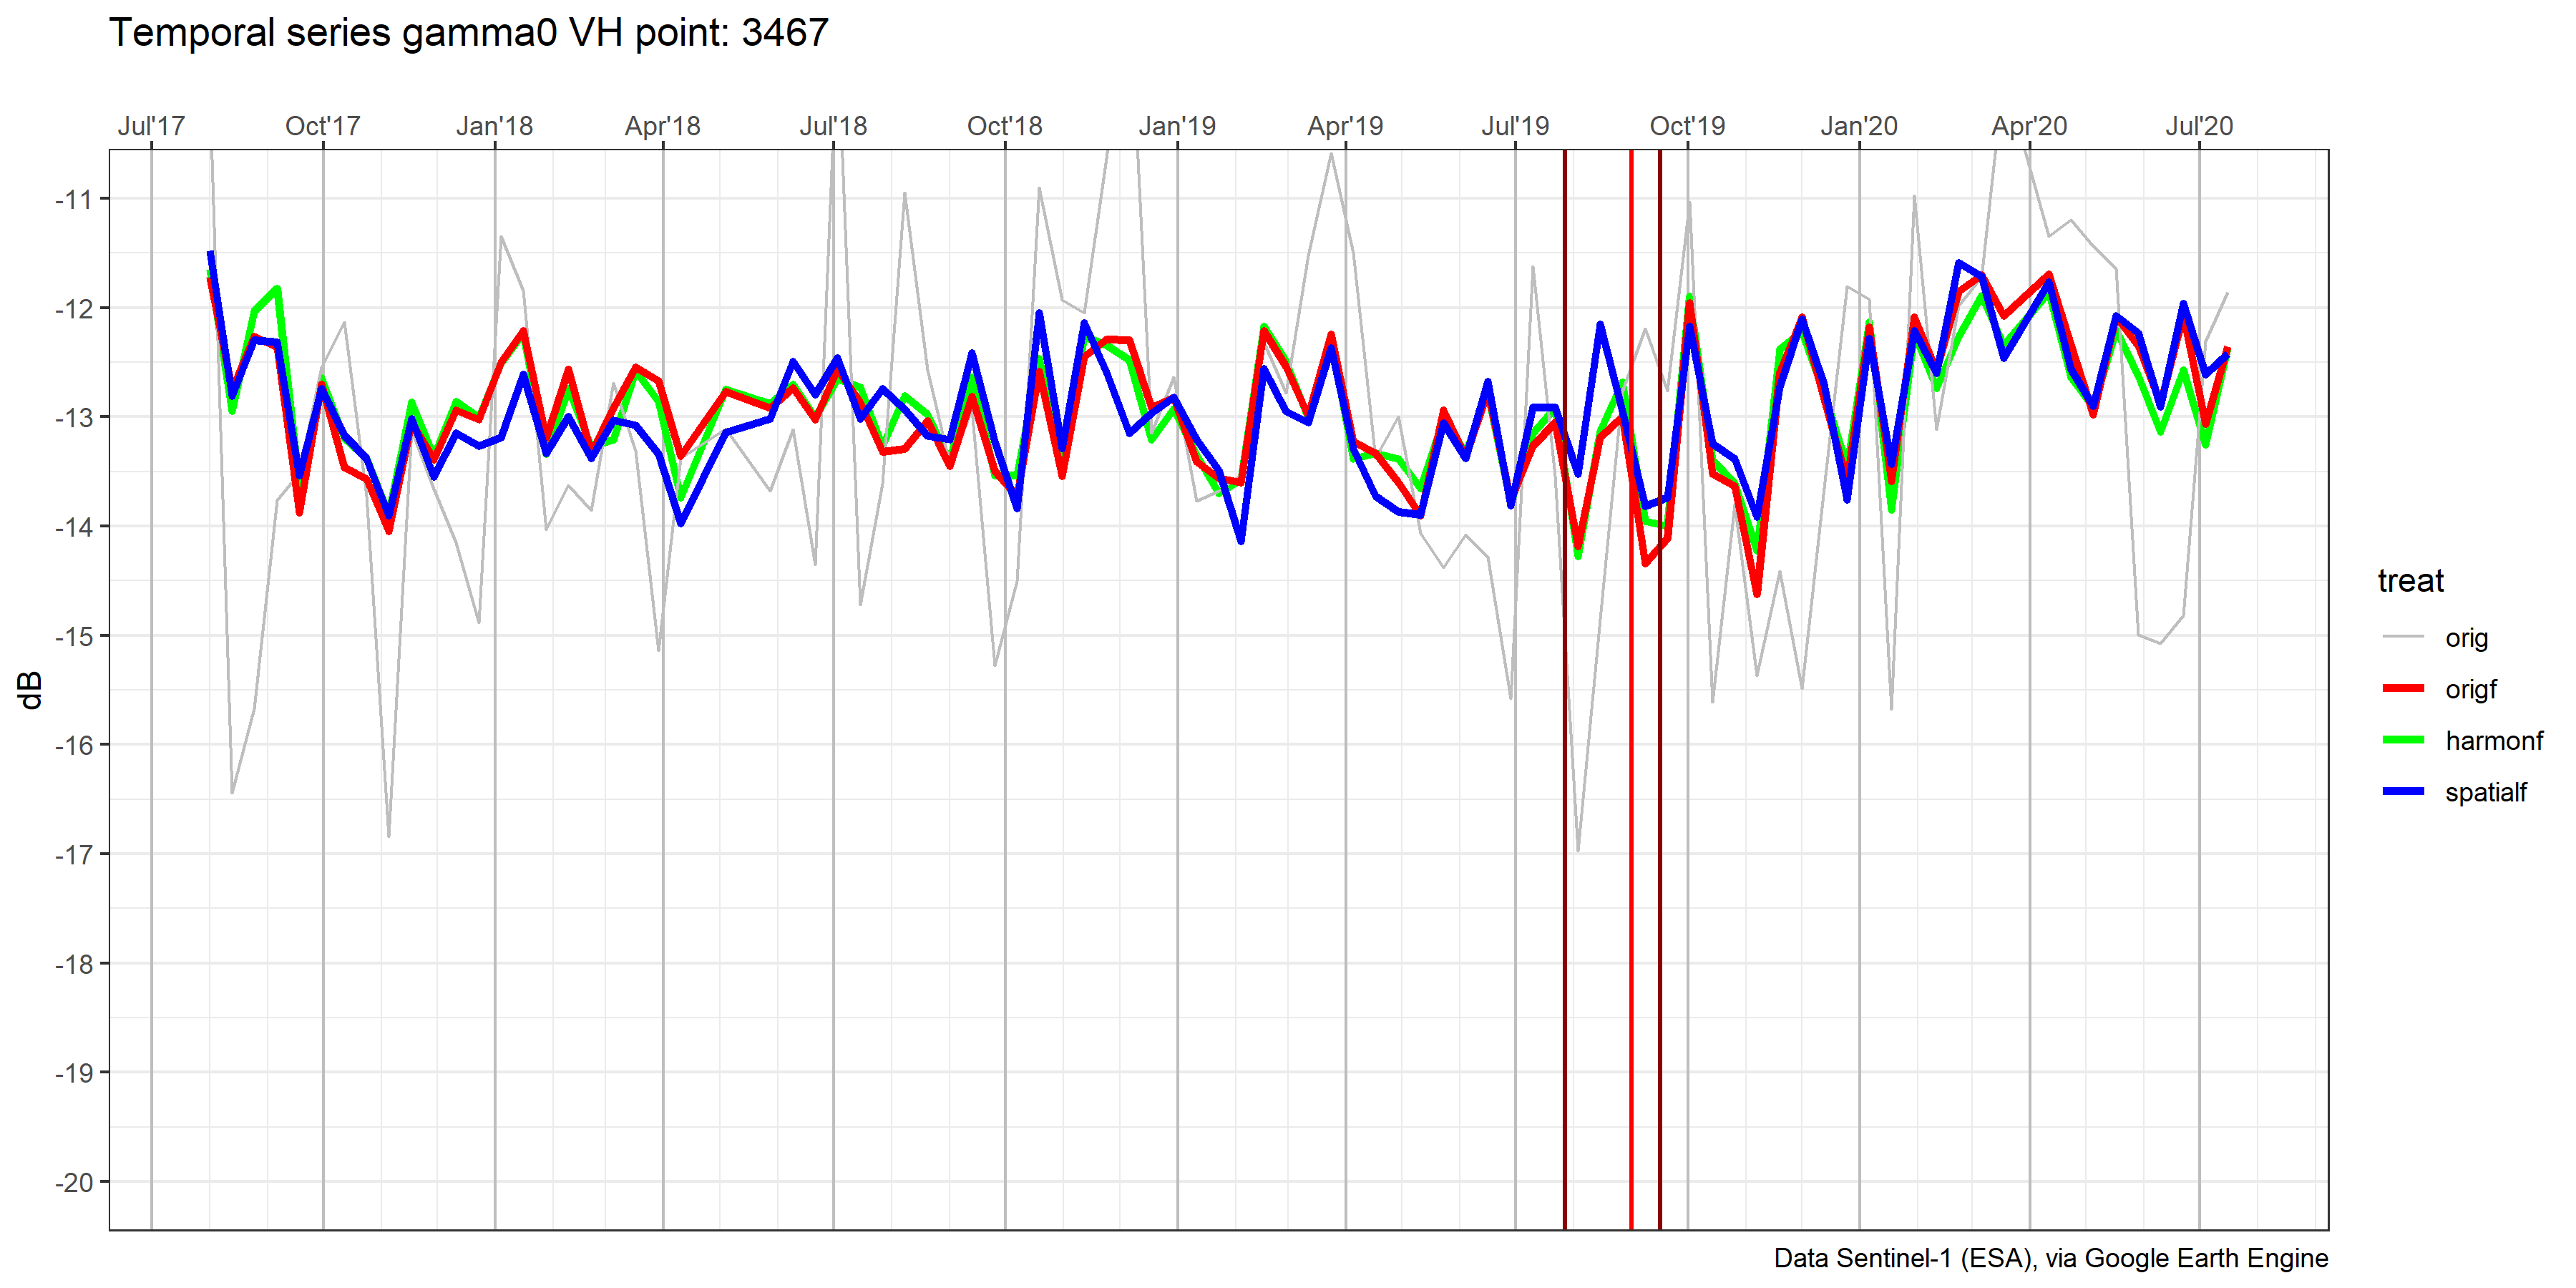 Temporal series gamma0 VH point: 3467
Jul'17 Oct'17 Jan'18 Apr'18 Jul'18 Oct'18 Jan'19 Apr'19 Jul'19 Oct'19 Jan'20 Apr'20 Jul'20
-11
-12
-13
-14
-15
-16
-17
-18
-19
-20
dB
treat
orig
origf
harmonf
spatialf
Data Sentinel-1 (ESA), via Google Earth Engine